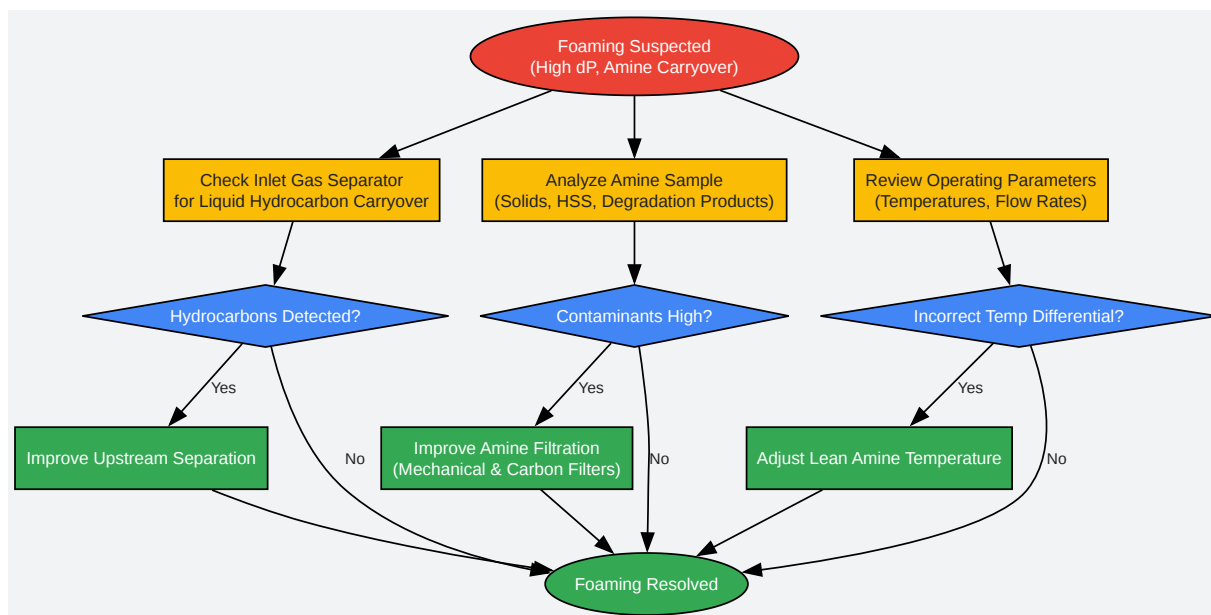 Foaming Suspected
(High dP, Amine Carryover)
Check Inlet Gas Separator
for Liquid Hydrocarbon Carryover
Analyze Amine Sample
(Solids, HSS, Degradation Products)
Review Operating Parameters
(Temperatures, Flow Rates)
Hydrocarbons Detected?
Contaminants High?
Incorrect Temp Differential?
Yes
Yes
Yes
Improve Upstream Separation
No
Improve Amine Filtration
(Mechanical & Carbon Filters)
No
Adjust Lean Amine Temperature
No
Foaming Resolved